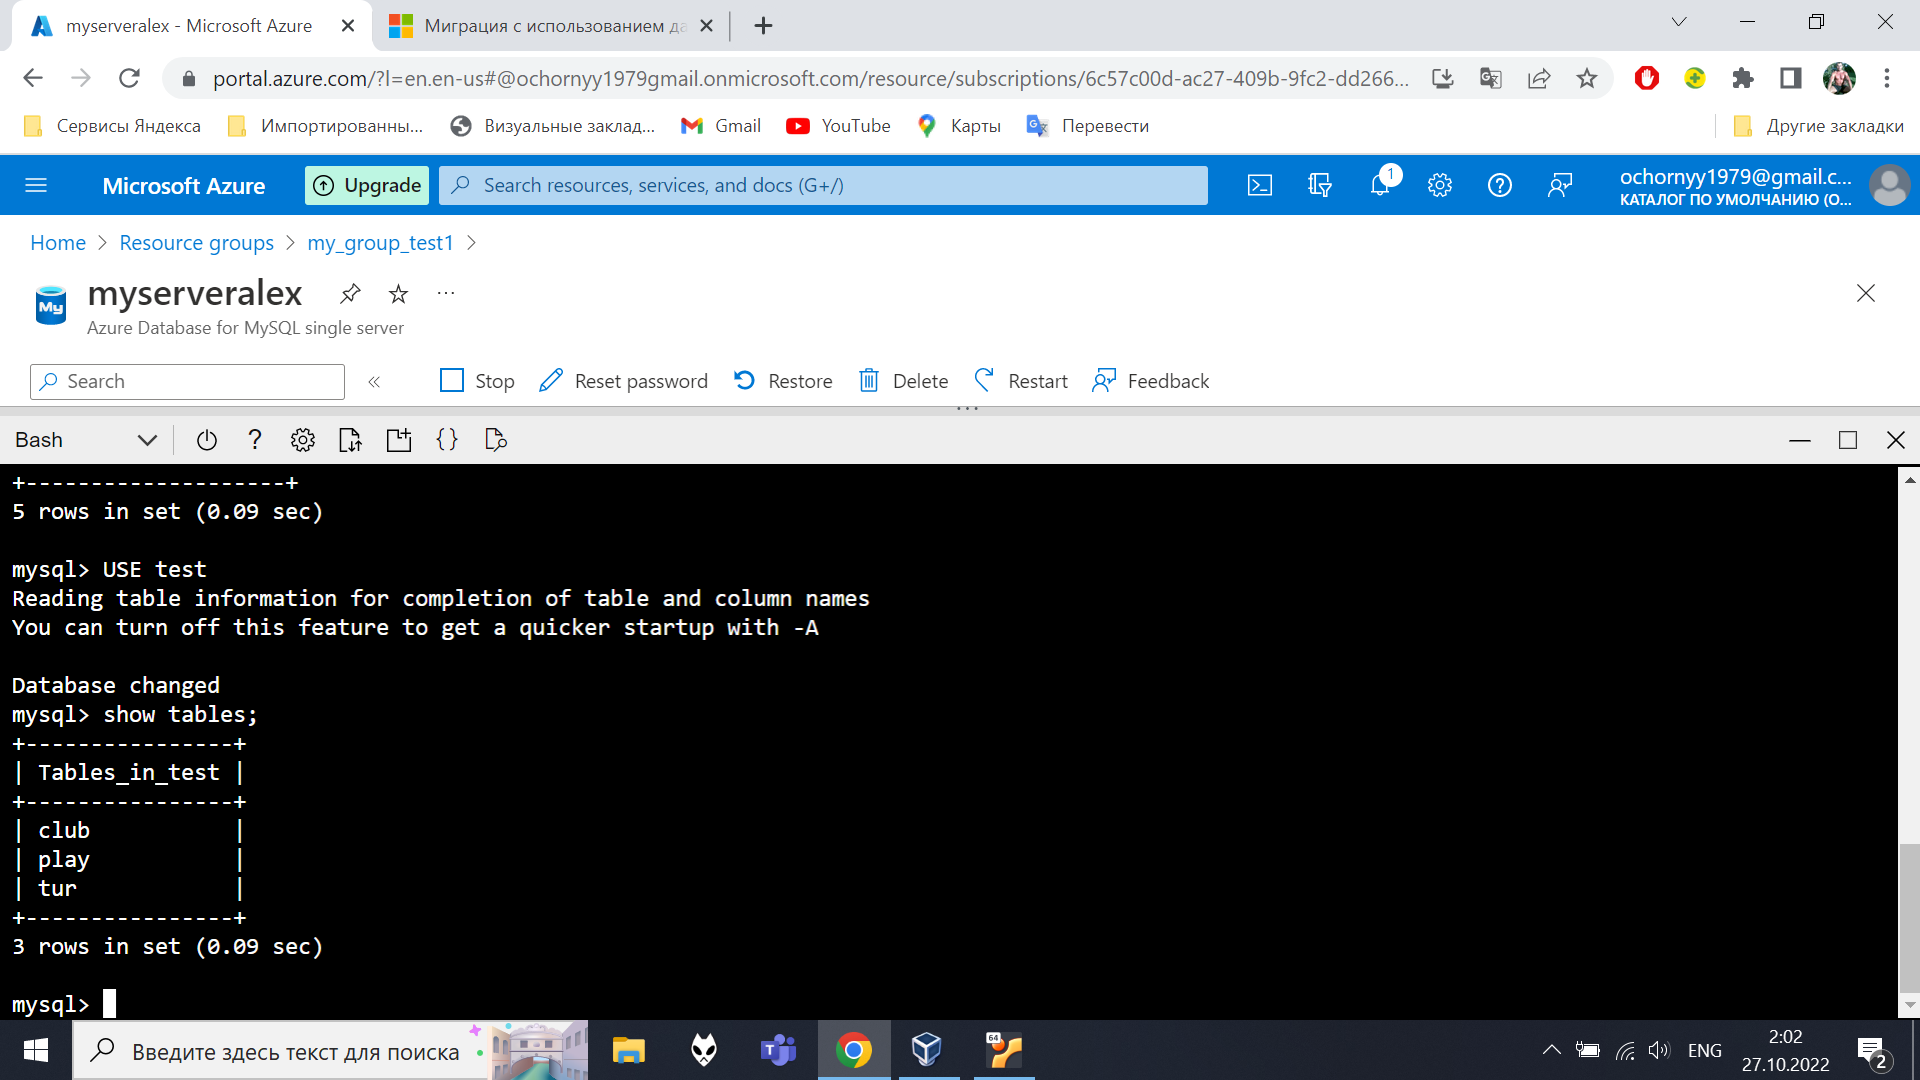 myserveralex - Microsoft Azure
Миграция с использованием да
portal.azure.com/?l=en.en-us#@ochornyy1979gmail.onmicrosoft.com/resource/subscriptions/6c57c00d-ac27-409b-9fc2-dd266...
Сервисы Яндекса
Импортированны...
Визуальные заклад...
Gmail
YouTube
Карты
Перевести
Другие закладки
Microsoft Azure
Upgrade
Search resources, services, and docs (G+/)
1
ochornyy1979@gmail.c...
КАТАЛОГ ПО УМОЛЧАНИЮ (O...
Home > Resource groups > my_group_test1 >
My
myserveralex
Azure Database for MySQL single server
Search
Stop
Reset password
Restore
Delete
Restart
Feedback
Bash
+--------------------+
5 rows in set (0.09 sec)
mysql> USE test
Reading table information for completion of table and column names
You can turn off this feature to get a quicker startup with -A
Database changed
mysql> show tables;
+----------------+
| Tables_in_test |
+----------------+
| club           |
| play           |
| tur            |
+----------------+
3 rows in set (0.09 sec)
mysql>
Введите здесь текст для поиска
64
ENG
2:02
27.10.2022
2